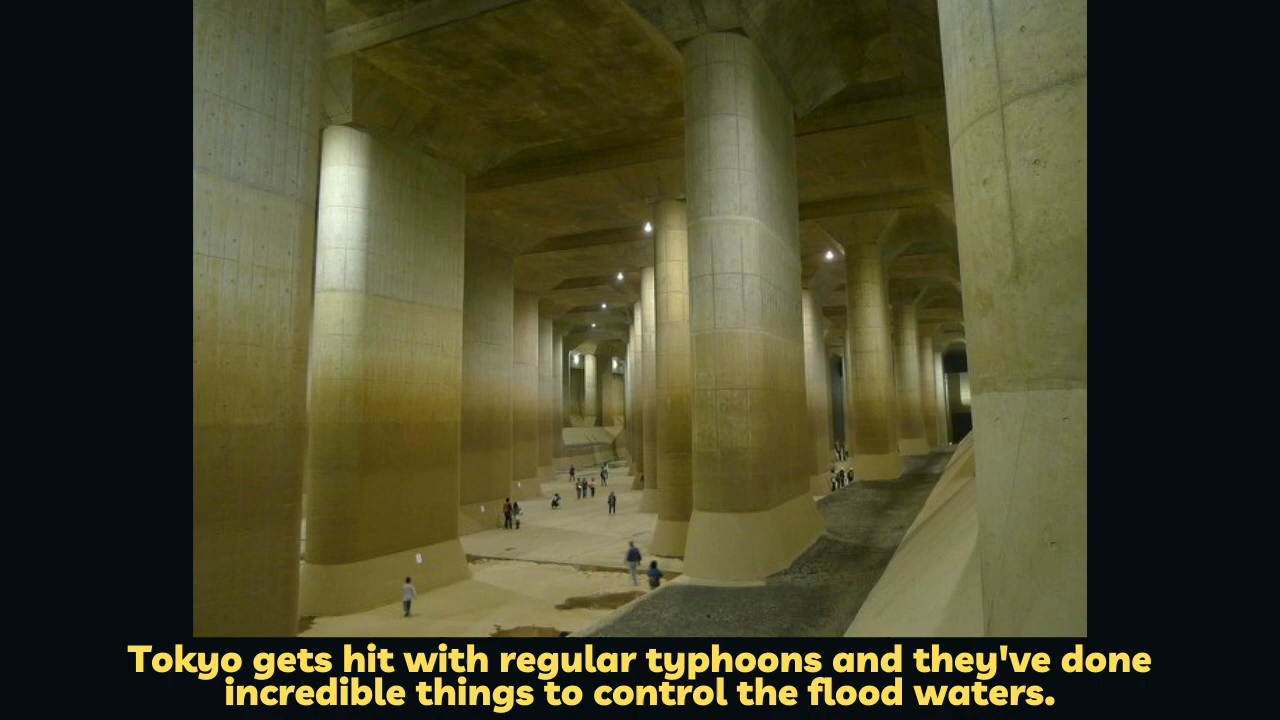 Tokyo gets hit with regular typhoons and they've done
incredible things to control the flood waters.